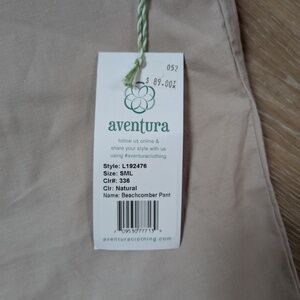 057
$ 89.00
aventura
follow us online &
share your style with us
using #aventuraclothing
Style: L192476
Size: SML
Clr#: 336
Clr: Natural
Name: Beachcomber Pant
aventuraclothing.com